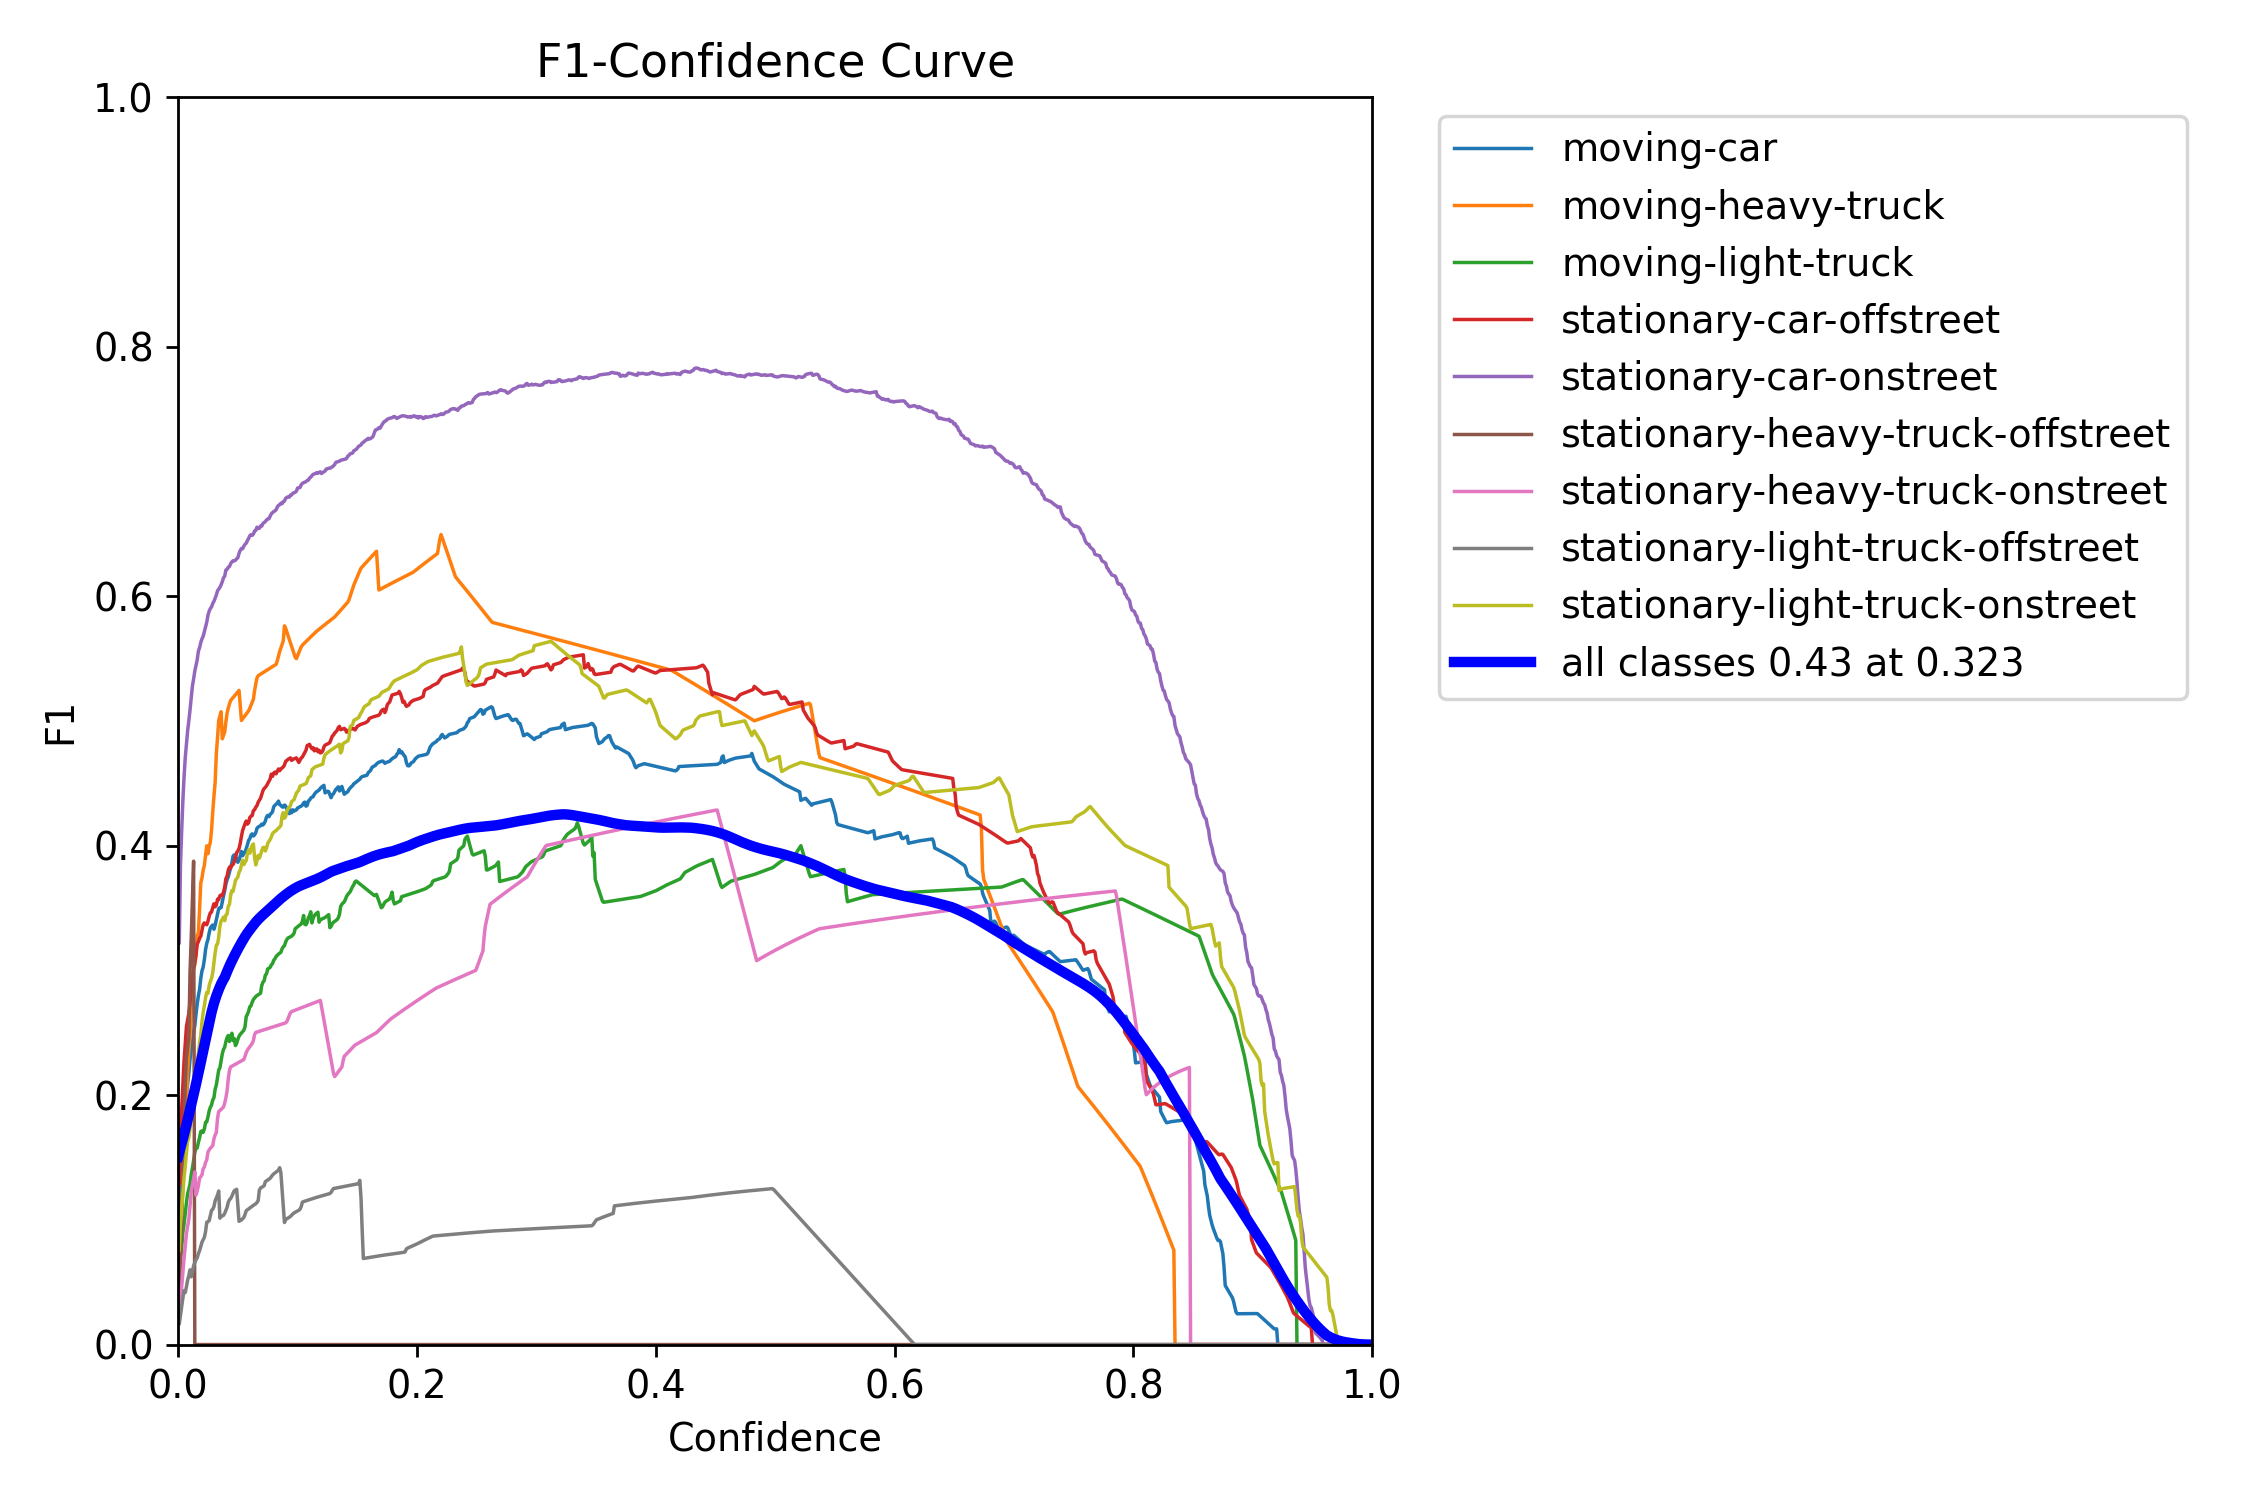 F1-Confidence Curve
1.0
0.8
0.6
0.4
0.2
0.0
F1
0.0 0.2 0.4 0.6 0.8 1.0
Confidence
moving-car
moving-heavy-truck
moving-light-truck
stationary-car-offstreet
stationary-car-onstreet
stationary-heavy-truck-offstreet
stationary-heavy-truck-onstreet
stationary-light-truck-offstreet
stationary-light-truck-onstreet
all classes 0.43 at 0.323